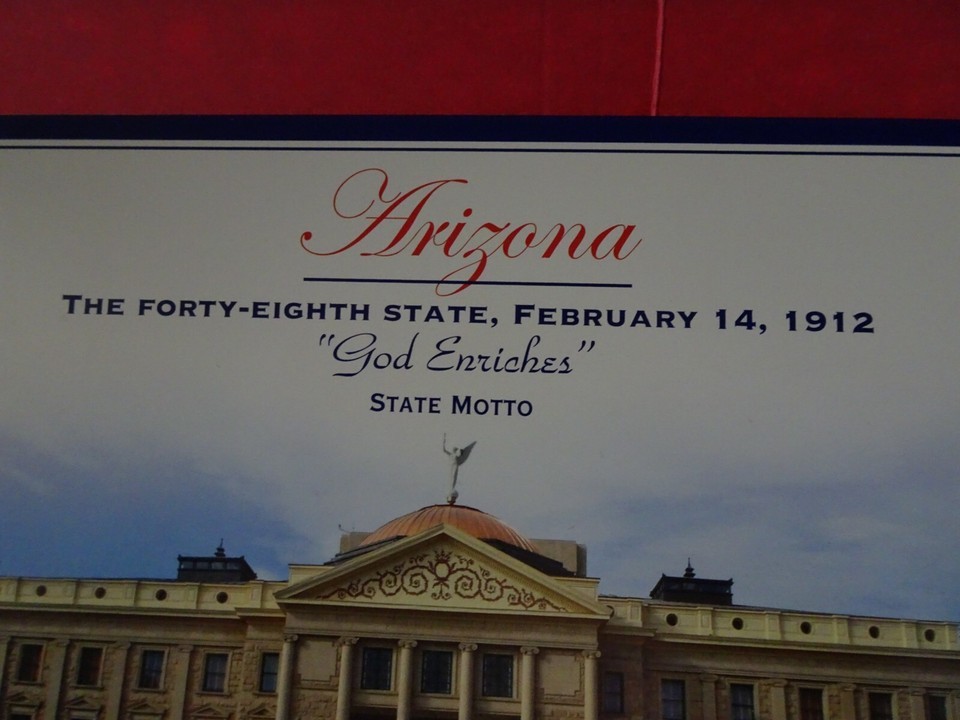 Arizona
The forty-eighth state, February 14, 1912
"God Enriches"
State Motto